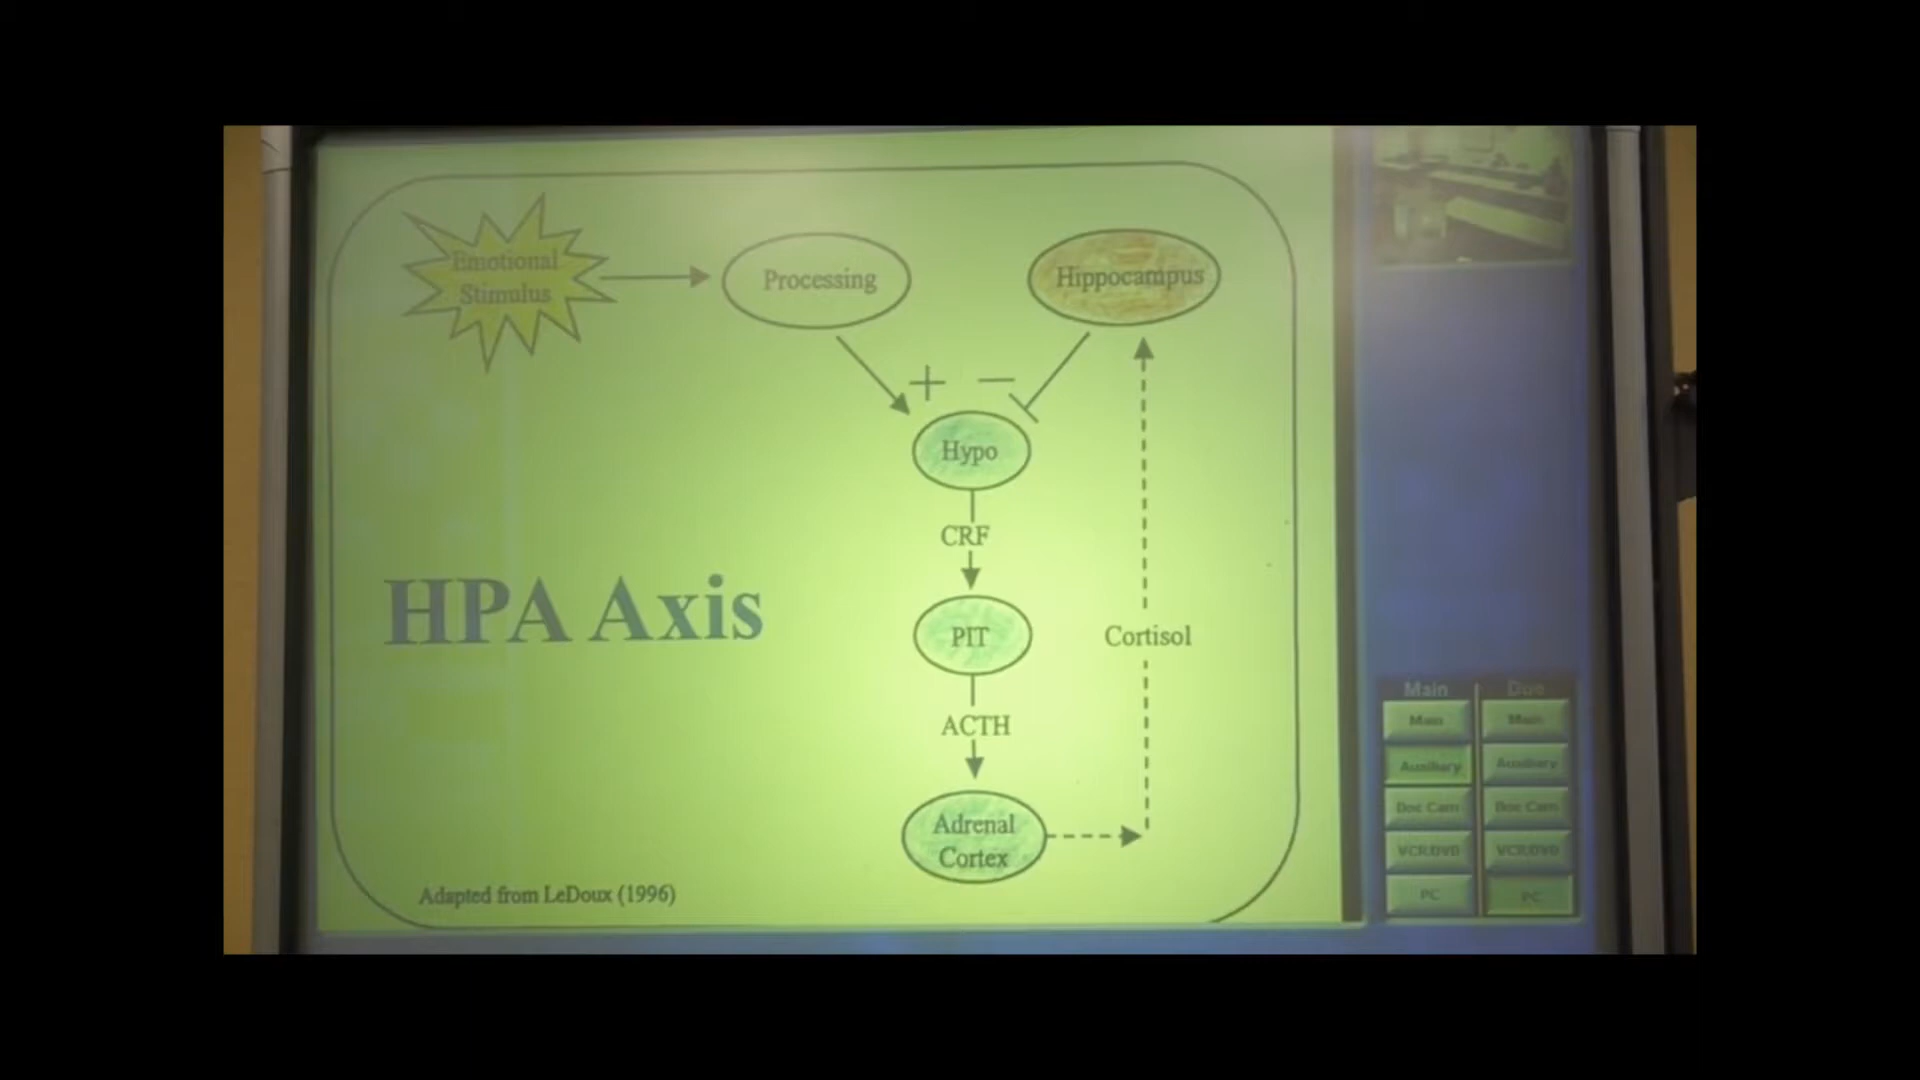 Emotional
Stimulus
Processing
Hippocampus
+
−
Hypo
CRF
HPA Axis
PIT
Cortisol
ACTH
Adrenal
Cortex
Adapted from LeDoux (1996)
Main
Duo
Main
Main
Auxiliary
Auxiliary
Doc Cam
Doc Cam
VCR/DVD
VCR/DVD
PC
PC